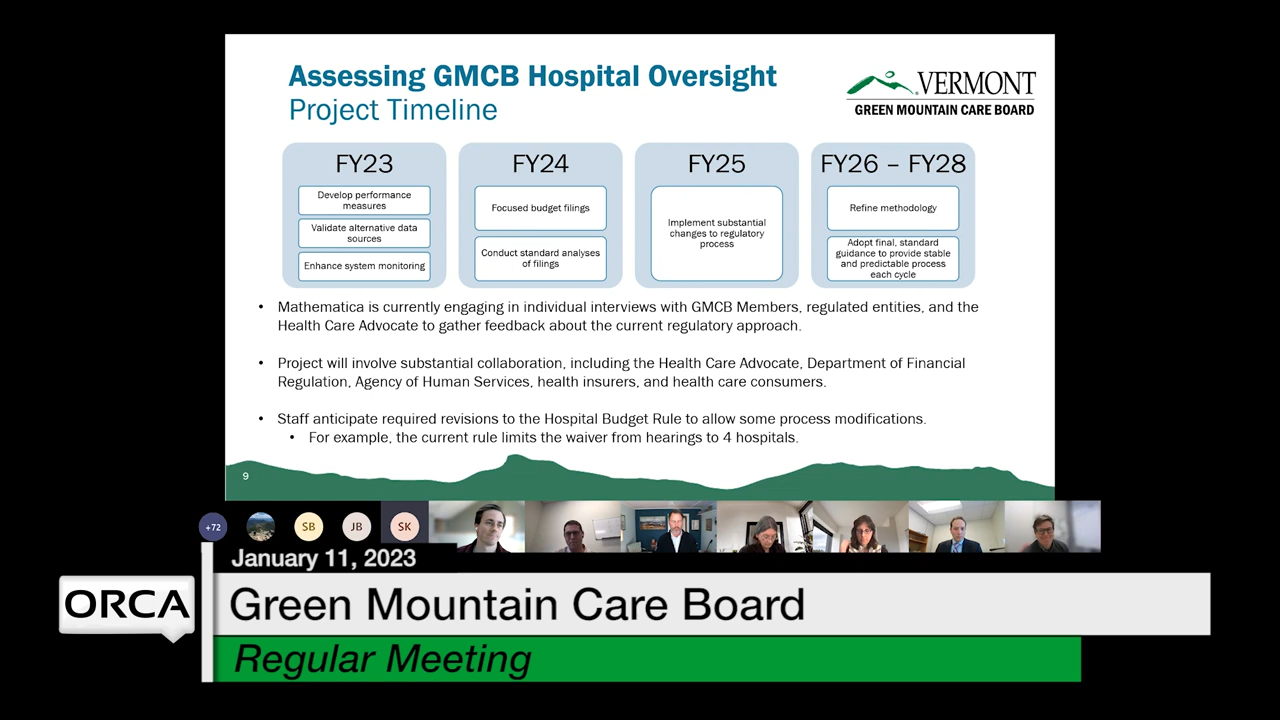 Assessing GMCB Hospital Oversight
Project Timeline
VERMONT
GREEN MOUNTAIN CARE BOARD
FY23
Develop performance
measures
Validate alternative data
sources
Enhance system monitoring
FY24
Focused budget filings
Conduct standard analyses
of filings
FY25
Implement substantial
changes to regulatory
process
FY26 – FY28
Refine methodology
Adopt final, standard
guidance to provide stable
and predictable process
each cycle
• Mathematica is currently engaging in individual interviews with GMCB Members, regulated entities, and the
Health Care Advocate to gather feedback about the current regulatory approach.
• Project will involve substantial collaboration, including the Health Care Advocate, Department of Financial
Regulation, Agency of Human Services, health insurers, and health care consumers.
• Staff anticipate required revisions to the Hospital Budget Rule to allow some process modifications.
• For example, the current rule limits the waiver from hearings to 4 hospitals.
9
+72
SB
JB
SK
January 11, 2023
ORCA
Green Mountain Care Board
Regular Meeting